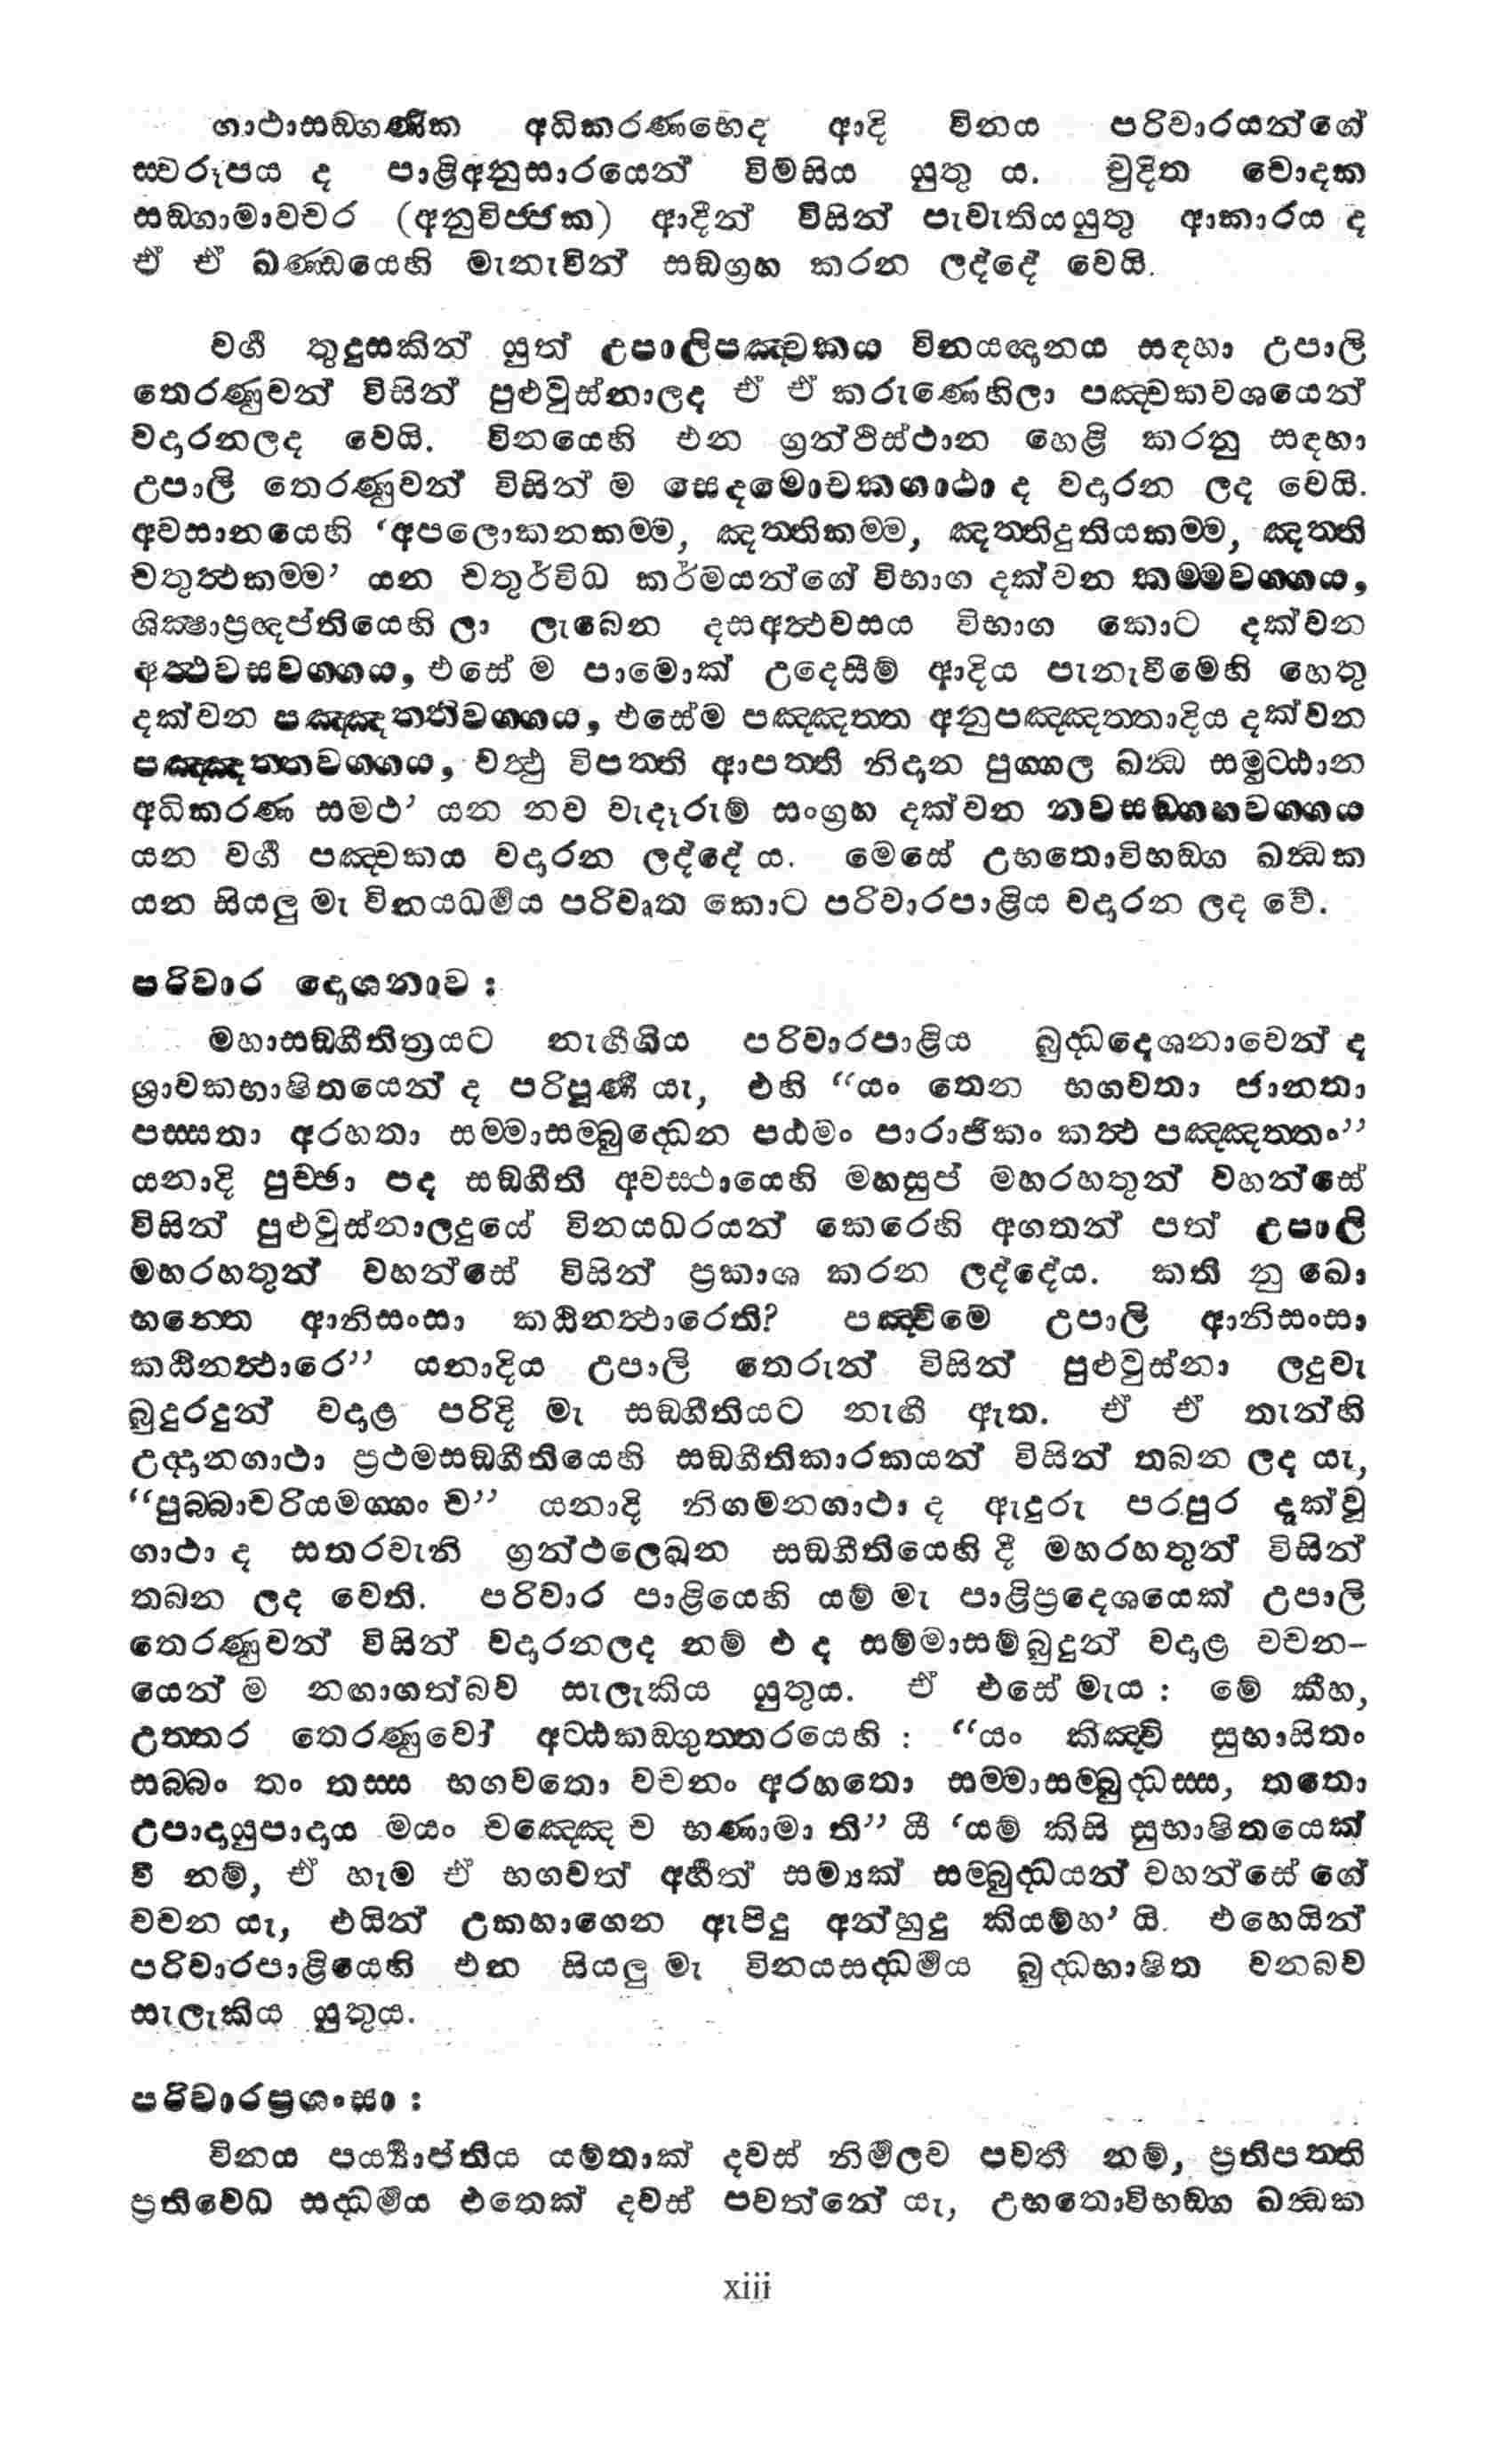 ගාථාසඞ්ගණික අධිකරණභෙද ආදි විනය පරිවාරයන්ගේ
ස්වරූපය ද පාළිඅනුසාරයෙන් විමසිය යුතු ය. චුදිත චොදක
සඞ්ගාමාවචර (අනුවිජ්ජක) ආදීන් විසින් පැවැතියයුතු ආකාරය ද
ඒ ඒ ඛණ්ඩයෙහි මැනැවින් සඞ්ග්‍රහ කරන ලද්දේ වෙයි.
වර්ග තුදුසකින් යුත් උපාලිපඤ්චකය විනයඥානය සඳහා උපාලි
තෙරණුවන් විසින් පුළුවුස්නාලද ඒ ඒ කරුණෙහිලා පඤ්චකවශයෙන්
වදාරනලද වෙයි. විනයෙහි එන ග්‍රන්ථිස්ථාන හෙළි කරනු සඳහා
උපාලි තෙරණුවන් විසින් ම සෙදමොචකගාථා ද වදාරන ලද වෙයි.
අවසානයෙහි ‘අපලොකනකම්ම, ඤත්තිකම්ම, ඤත්තිදුතියකම්ම, ඤත්ති
චතුත්ථකම්ම’ යන චතුර්විධ කර්මයන්ගේ විභාග දක්වන කම්මවග්ගය,
ශික්ෂාප්‍රඥප්තියෙහි ලා ලැබෙන දසඅත්ථවසය විභාග කොට දක්වන
අත්ථවසවග්ගය, එසේ ම පාමොක් උදෙසීම් ආදිය පැනැවීමෙහි හෙතු
දක්වන පඤ්ඤත්තිවග්ගය, එසේම පඤ්ඤත්ත අනුපඤ්ඤත්තාදිය දක්වන
පඤ්ඤත්තවග්ගය, වත්ථු විපත්ති ආපත්ති නිදාන පුග්ගල ඛන්ධ සමුට්ඨාන
අධිකරණ සමථ’ යන නව වැදෑරුම් සංග්‍රහ දක්වන නවසඞ්ගහවග්ගය
යන වර්ග පඤ්චකය වදාරන ලද්දේ ය. මෙසේ උභතොවිභඞ්ග ඛන්ධක
යන සියලු මැ විනයධර්මය පරිවෘත කොට පරිවාරපාළිය වදාරන ලද වේ.
පරිවාර දේශනාව :
මහාසඞ්ගීතිත්‍රයට නැඟීගිය පරිවාරපාළිය බුද්ධදේශනාවෙන් ද
ශ්‍රාවකභාෂිතයෙන් ද පරිපූර්ණ යැ, එහි “යං තෙන භගවතා ජානතා
පස්සතා අරහතා සම්මාසම්බුද්ධෙන පඨමං පාරාජිකං කත්ථ පඤ්ඤත්තං”
යනාදි පුච්ඡා පද සඞ්ගීති අවස්ථායෙහි මහසුප් මහරහතුන් වහන්සේ
විසින් පුළුවුස්නාලදුයේ විනයධරයන් කෙරෙහි අගතන් පත් උපාලි
මහරහතුන් වහන්සේ විසින් ප්‍රකාශ කරන ලද්දේය. කති නු ඛො
භන්තෙ ආනිසංසා කඨිනත්ථාරෙති? පඤ්චිමෙ උපාලි ආනිසංසා
කඨිනත්ථාරෙ” යනාදිය උපාලි තෙරුන් විසින් පුළුවුස්නා ලදුවැ
බුදුරදුන් වදාළ පරිදි මැ සඞ්ගීතියට නැඟී ඇත. ඒ ඒ තැන්හි
උද්දානගාථා ප්‍රථමසඞ්ගීතියෙහි සඞ්ගීතිකාරකයන් විසින් තබන ලද යැ,
“පුබ්බාචරියමග්ගං ච” යනාදි නිගමනගාථා ද ඇදුරු පරපුර දැක්වූ
ගාථා ද සතරවැනි ග්‍රන්ථලේඛන සඞ්ගීතියෙහි දී මහරහතුන් විසින්
තබන ලද වෙති. පරිවාර පාළියෙහි යම් මැ පාළිප්‍රදෙශයෙක් උපාලි
තෙරණුවන් විසින් වදාරනලද නම් එ ද සම්මාසම්බුදුන් වදාළ වචන-
යෙන් ම නඟාගත්බව සැලැකිය යුතුය. ඒ එසේ මැය : මේ කීහ,
උත්තර තෙරණුවෝ අට්ඨකඞ්ගුත්තරයෙහි : “යං කිඤ්චි සුභාසිතං
සබ්බං තං තස්ස භගවතො වචනං අරහතො සම්මාසම්බුද්ධස්ස, තතො
උපාදායුපාදාය මයං චඤ්ඤෙ ච භණාමා ති” යී ‘යම් කිසි සුභාෂිතයෙක්
වී නම්, ඒ හැම ඒ භගවත් අර්හත් සම්‍යක් සම්බුද්ධයන් වහන්සේ ගේ
වචන යැ, එයින් උකහාගෙන ඇපිදු අන්හුදු කියම්හ’ යි. එහෙයින්
පරිවාරපාළියෙහි එන සියලු මැ විනයසද්ධර්මය බුද්ධභාෂිත වනබව
සැලැකිය යුතුය.
පරිවාරප්‍රශංසා :
විනය පර්‍ය්‍යාප්තිය යම්තාක් දවස් නිර්මලව පවතී නම්, ප්‍රතිපත්ති
ප්‍රතිවේධ සද්ධර්මය එතෙක් දවස් පවත්නේ යැ, උභතොවිභඞ්ග ඛන්ධක
xiii